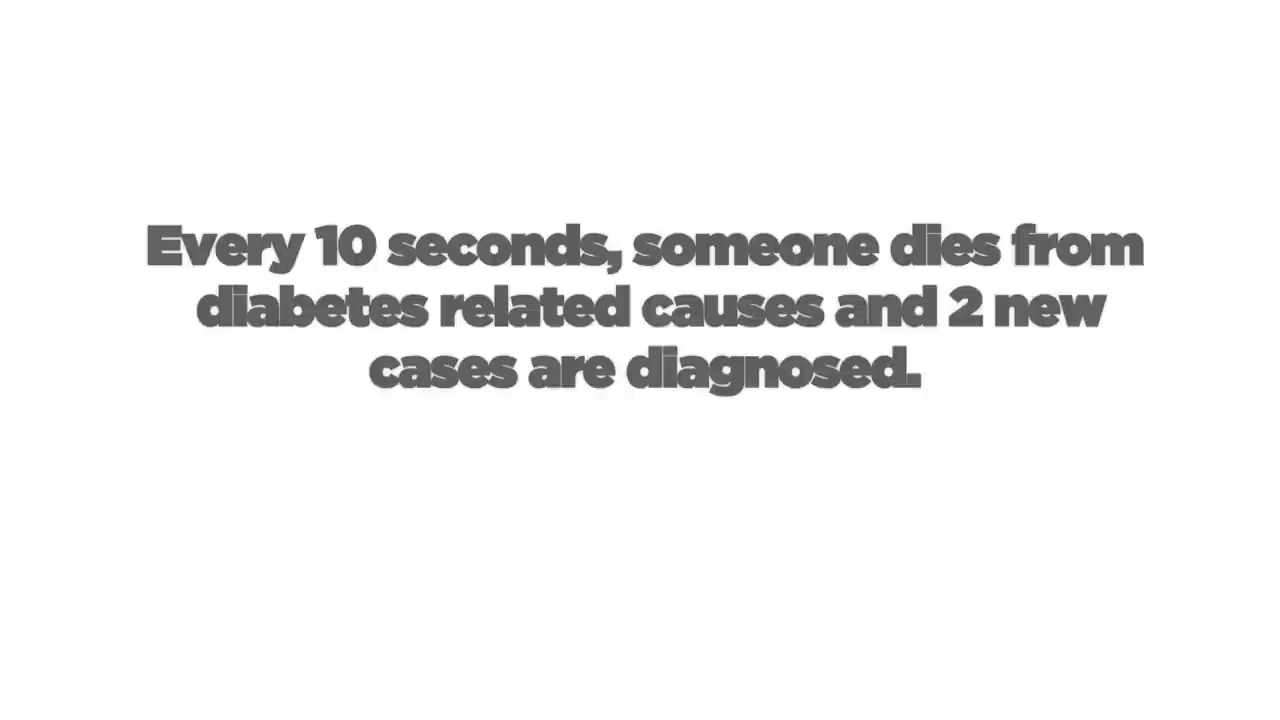 Every 10 seconds, someone dies from
diabetes related causes and 2 new
cases are diagnosed.